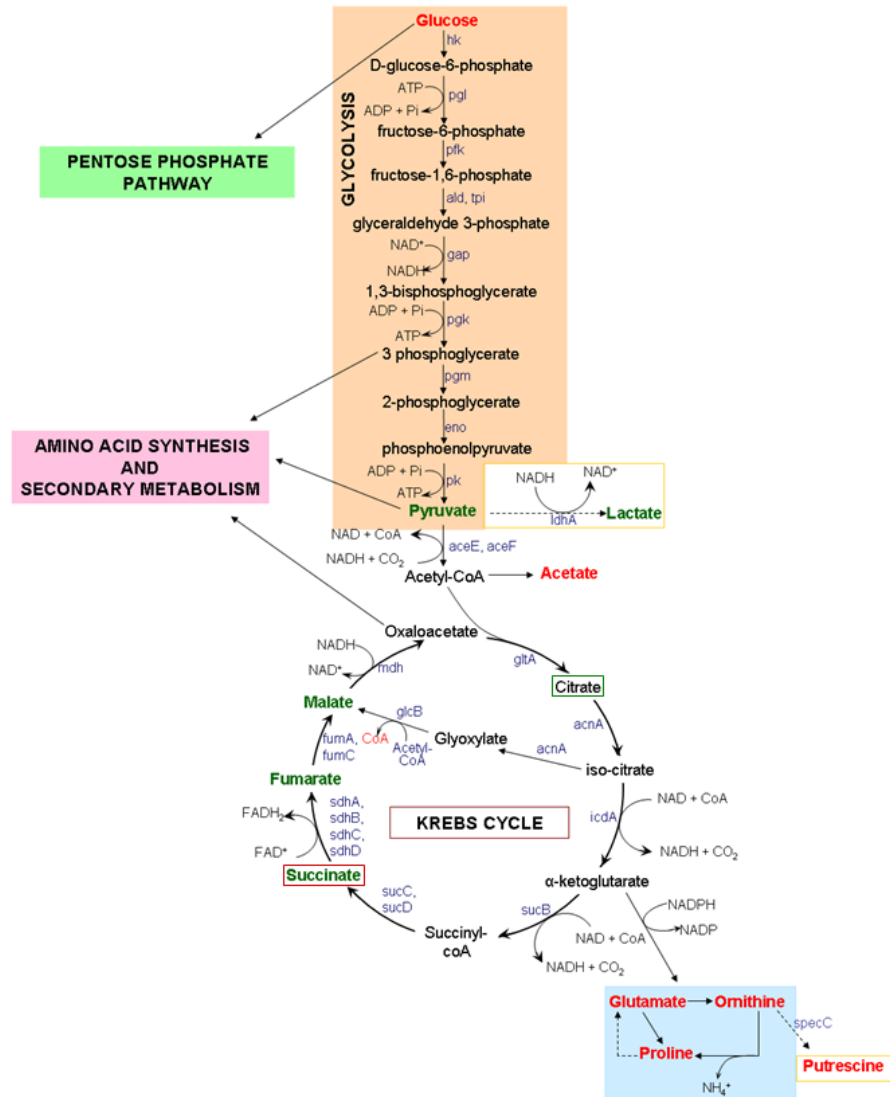 Glucose
hk
D-glucose-6-phosphate
ATP
pgl
ADP + Pi
fructose-6-phosphate
pfk
fructose-1,6-phosphate
ald, tpi
glyceraldehyde 3-phosphate
NAD⁺
gap
NADH
1,3-bisphosphoglycerate
ADP + Pi
pgk
ATP
3 phosphoglycerate
pgm
2-phosphoglycerate
eno
phosphoenolpyruvate
ADP + Pi
pk
ATP
Pyruvate
GLYCOLYSIS
PENTOSE PHOSPHATE
PATHWAY
AMINO ACID SYNTHESIS
AND
SECONDARY METABOLISM
NADH
NAD⁺
ldhA
Lactate
NAD + CoA
aceE, aceF
NADH + CO₂
Acetyl-CoA
Acetate
Oxaloacetate
NADH
NAD⁺
mdh
gltA
Citrate
Malate
glcB
acnA
fumA,
fumC
CoA
Acetyl-
CoA
Glyoxylate
acnA
iso-citrate
Fumarate
sdhA,
sdhB,
sdhC,
sdhD
FADH₂
FAD⁺
KREBS CYCLE
icdA
NAD + CoA
NADH + CO₂
Succinate
α-ketoglutarate
sucC,
sucD
sucB
NADPH
NADP
Succinyl-
coA
NAD + CoA
NADH + CO₂
Glutamate
Ornithine
specC
Proline
Putrescine
NH₄⁺